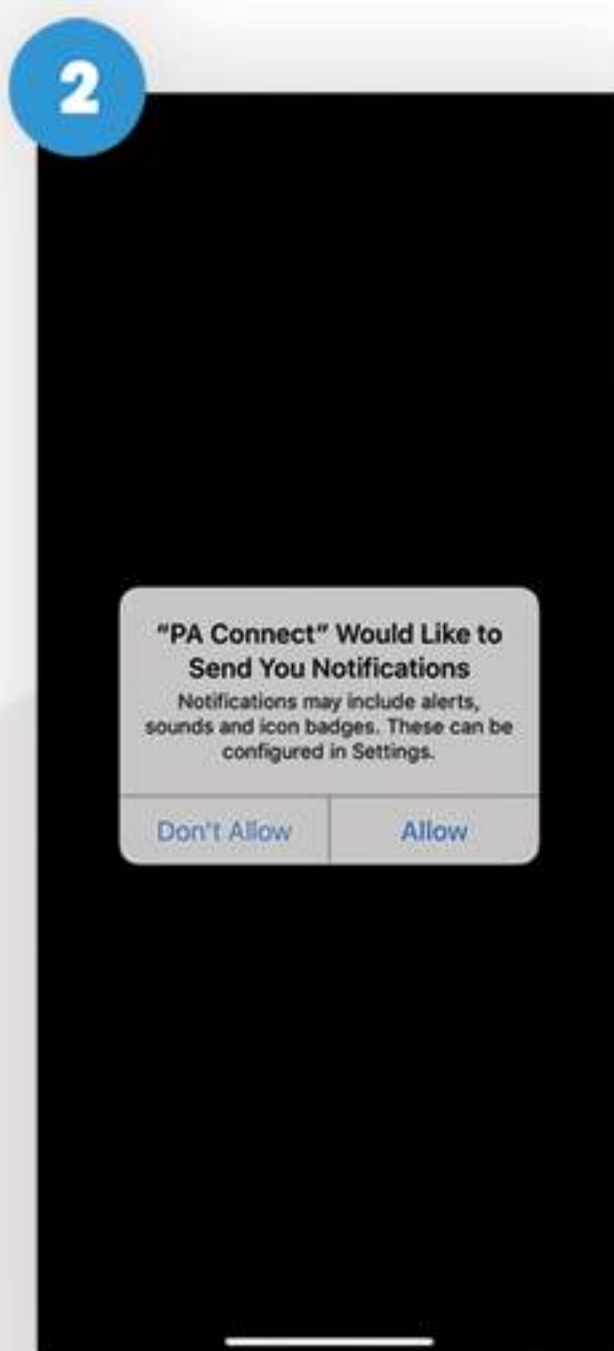 2
“PA Connect” Would Like to
Send You Notifications
Notifications may include alerts,
sounds and icon badges. These can be
configured in Settings.
Don't Allow
Allow